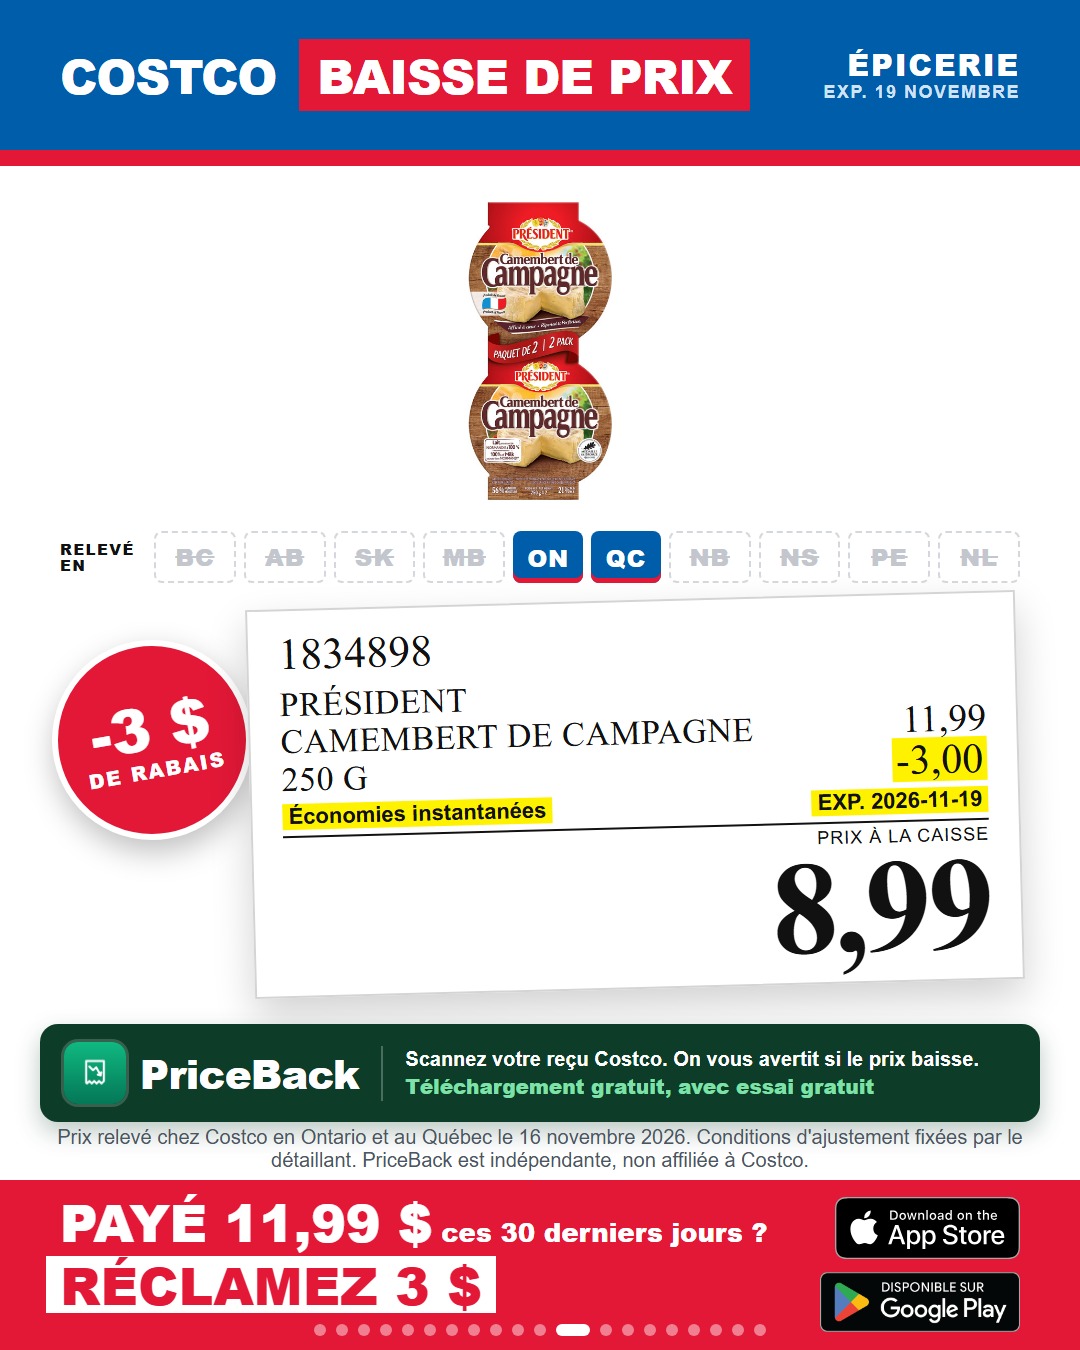 COSTCO BAISSE DE PRIX
ÉPICERIE
EXP. 19 NOVEMBRE
PRÉSIDENT
Camembert de
Campagne
PAQUET DE 2 | 2 PACK
PRÉSIDENT
Camembert de
Campagne
RELEVÉ EN
BC AB SK MB ON QC NB NS PE NL
-3 $
DE RABAIS
1834898
PRÉSIDENT
CAMEMBERT DE CAMPAGNE
250 G
11,99
-3,00
Économies instantanées
EXP. 2026-11-19
PRIX À LA CAISSE
8,99
PriceBack
Scannez votre reçu Costco. On vous avertit si le prix baisse.
Téléchargement gratuit, avec essai gratuit
Prix relevé chez Costco en Ontario et au Québec le 16 novembre 2026. Conditions d'ajustement fixées par le
détaillant. PriceBack est indépendante, non affiliée à Costco.
PAYÉ 11,99 $ ces 30 derniers jours ?
RÉCLAMEZ 3 $
Download on the
App Store
DISPONIBLE SUR
Google Play